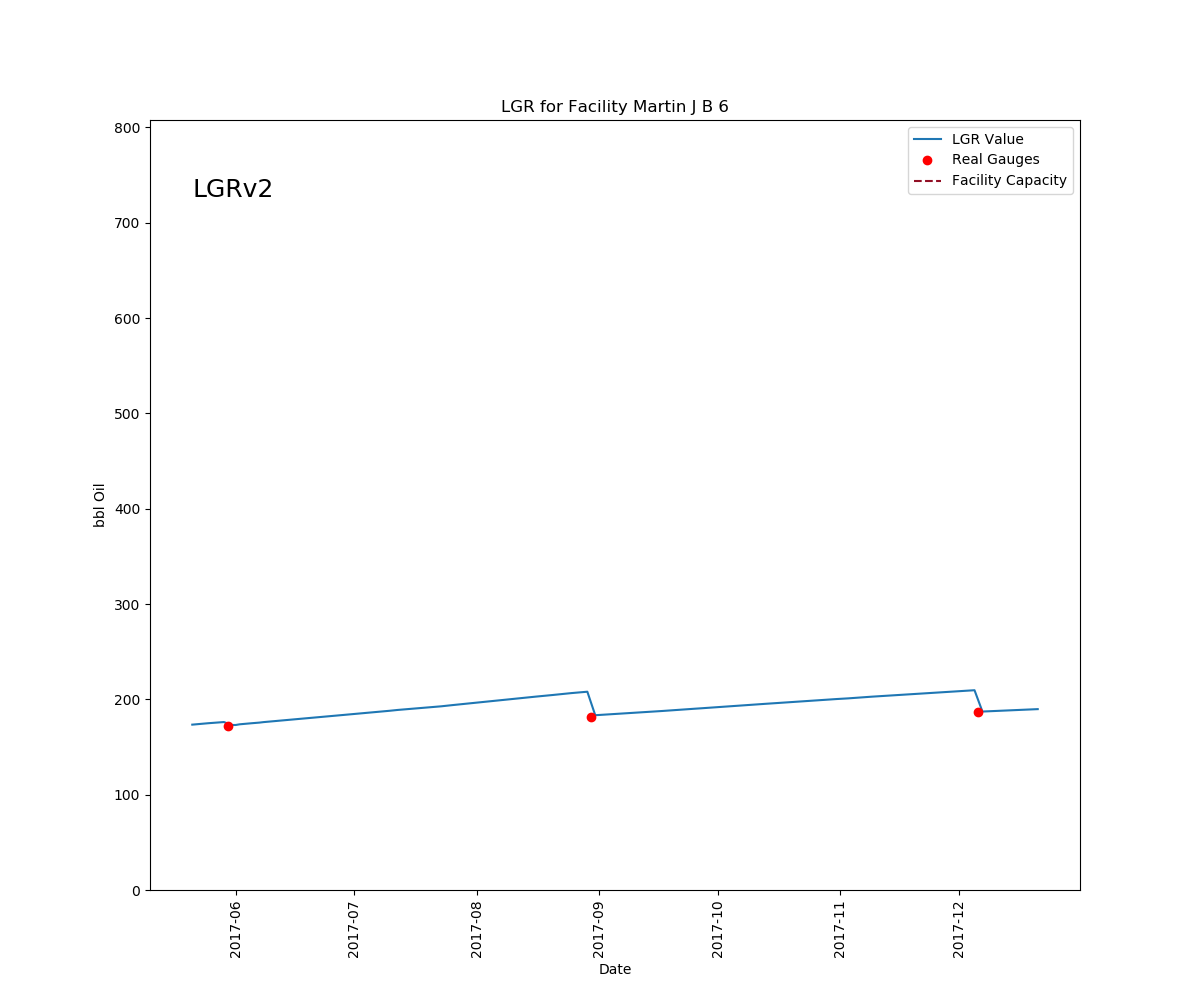 LGR for Facility Martin J B 6
LGRv2
LGR Value
Real Gauges
Facility Capacity
bbl Oil
800
700
600
500
400
300
200
100
0
2017-06
2017-07
2017-08
2017-09
2017-10
2017-11
2017-12
Date